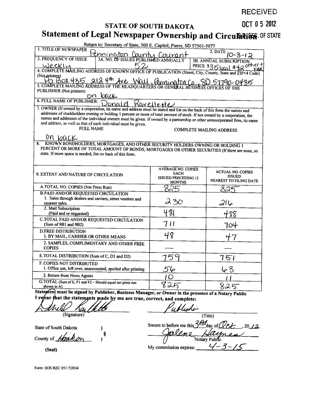 RECEIVED
OCT 05 2012
STATE OF SOUTH DAKOTA
Statement of Legal Newspaper Ownership and Circulation
OF STATE
Return to: Secretary of State, 500 E. Capitol, Pierre, SD 57501-5077
1. TITLE OF NEWSPAPER
Pennington County Courant
Date 10-3-12
3. FREQUENCY OF ISSUE
Weekly
3A. NO. OF ISSUES PUBLISHED ANNUALLY
52
3B. ANNUAL SUBSCRIPTION
PRICE $35
4. COMPLETE MAILING ADDRESS OF KNOWN OFFICE OF PUBLICATION (Street, City, County, State and ZIP+4 Code)
(Not printers)
PO Box 435 212 4th Ave. Wall, Pennington Co., SD 57790-0435
5. COMPLETE MAILING ADDRESS OF THE HEADQUARTERS OR GENERAL BUSINESS OFFICES OF THE
PUBLISHER (Not printers)
on back
6. FULL NAME OF PUBLISHER:
Donald Ravellette
7. OWNER (If owned by a corporation, its name and address must be stated and list on the back of this form the names and
addresses of stockholders owning or holding 1 percent or more of total amount of stock. If not owned by a corporation, the
names and addresses of the individual owners must be given. If owned by a partnership or other unincorporated firm, its name
and address, as well as that of each individual must be given.
FULL NAME COMPLETE MAILING ADDRESS
on back
8. KNOWN BONDHOLDERS, MORTGAGES, AND OTHER SECURITY HOLDERS OWNING OR HOLDING 1
PERCENT OR MORE OF TOTAL AMOUNT OF BONDS, MORTGAGES OR OTHER SECURITIES (If there are none, so
state. If more space is needed, list on back of this form.
9. EXTENT AND NATURE OF CIRCULATION
AVERAGE NO. COPIES
EACH
ISSUED PRECEDING 12
MONTHS
ACTUAL NO. COPIES
ISSUED
NEAREST TO FILING DATE
A. TOTAL NO. COPIES (Net Press Run) 825 825
B. PAID AND/OR REQUESTED CIRCULATION
1. Sales through dealers and carriers, street vendors and
counter sales. 230 216
2. Mail Subscription
(Paid and or requested) 481 488
C. TOTAL PAID AND/OR REQUESTED CIRCULATION
(Sum of 9B1 and 9B2) 711 704
D. FREE DISTRIBUTION
1. BY MAIL, CARRIER OR OTHER MEANS 48 47
2. SAMPLES, COMPLIMENTARY AND OTHER FREE
COPIES
E. TOTAL DISTRIBUTION (Sum of C, D1 and D2) 759 751
F. COPIES NOT DISTRIBUTED
1. Office use, left over, unaccounted, spoiled after printing 56 63
2. Return from News Agents 10 11
G. TOTAL (Sum of E, F1 and F2 - Should equal net press run
shown in A) 825 825
Statement must be signed by Publisher, Business Manager, or Owner in the presence of a Notary Public
I swear that the statements made by me are true, correct, and complete:
Publisher
(Signature) (Title)
State of South Dakota )
§
County of Haakon )
Sworn to before me this 3rd day of Oct, 2012
Notary Public
(Seal)
My commission expires: 4-3-15
Form: SOS REC 051 7/2004